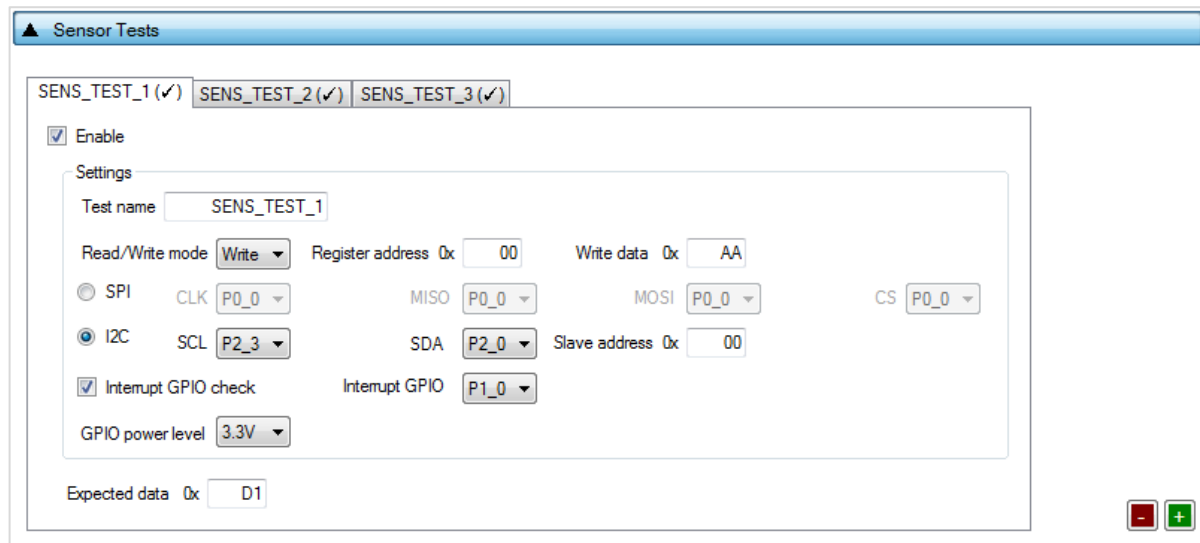 ▲ Sensor Tests
SENS_TEST_1 (✓) SENS_TEST_2 (✓) SENS_TEST_3 (✓)
Enable
Settings
Test name SENS_TEST_1
Read/Write mode Write Register address 0x 00 Write data 0x AA
SPI CLK P0_0 MISO P0_0 MOSI P0_0 CS P0_0
I2C SCL P2_3 SDA P2_0 Slave address 0x 00
Interrupt GPIO check Interrupt GPIO P1_0
GPIO power level 3.3V
Expected data 0x D1
- +